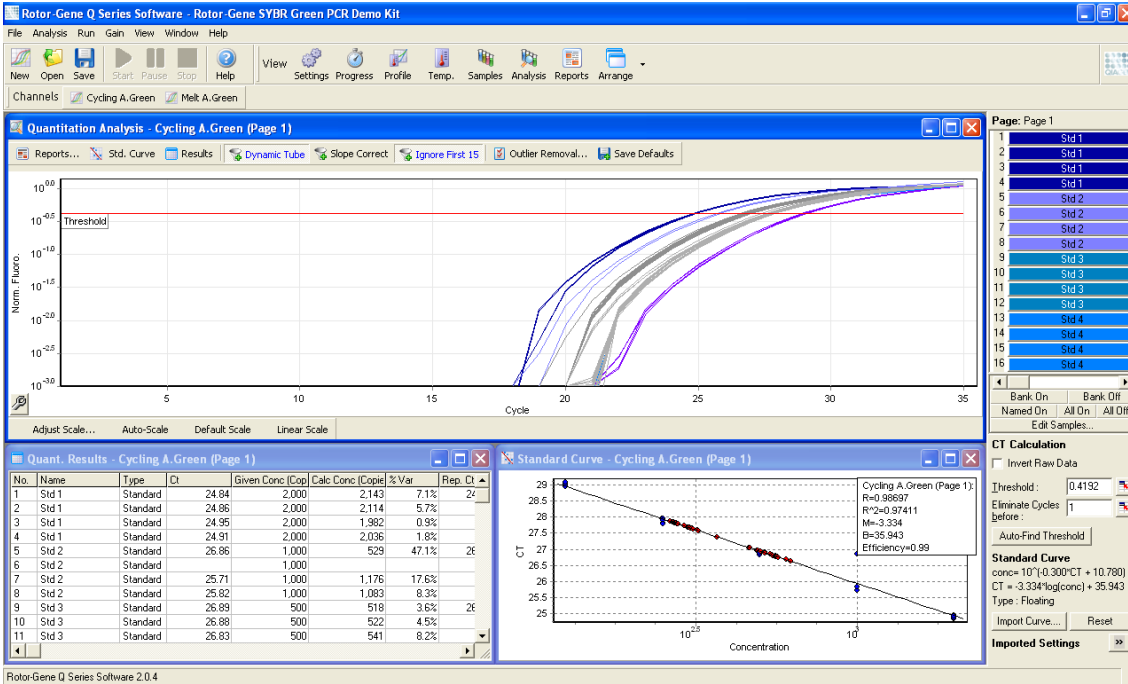 Rotor-Gene Q Series Software - Rotor-Gene SYBR Green PCR Demo Kit
File Analysis Run Gain View Window Help
New Open Save Start Pause Stop Help View Settings Progress Profile Temp. Samples Analysis Reports Arrange
Channels Cycling A.Green Melt A.Green
Quantitation Analysis - Cycling A.Green (Page 1)
Reports... Std. Curve Results Dynamic Tube Slope Correct Ignore First 15 Outlier Removal... Save Defaults
Norm. Fluoro.
10^0.0
10^-0.5
10^-1.0
10^-1.5
10^-2.0
10^-2.5
10^-3.0
Threshold
5 10 15 20 25 30 35
Cycle
Adjust Scale... Auto-Scale Default Scale Linear Scale
Page: Page 1
1 Std 1
2 Std 1
3 Std 1
4 Std 1
5 Std 2
6 Std 2
7 Std 2
8 Std 2
9 Std 3
10 Std 3
11 Std 3
12 Std 3
13 Std 4
14 Std 4
15 Std 4
16 Std 4
Bank On Bank Off
Named On All On All Off
Edit Samples...
CT Calculation
Invert Raw Data
Threshold : 0.4192
Eliminate Cycles before : 1
Auto-Find Threshold
Standard Curve
conc= 10^(-0.300*CT + 10.780)
CT = -3.334*log(conc) + 35.943
Type : Floating
Import Curve.... Reset
Imported Settings
Quant. Results - Cycling A.Green (Page 1)
No. Name Type Ct Given Conc (Cop Calc Conc (Copie % Var Rep. Ct
1 Std 1 Standard 24.84 2,000 2,143 7.1% 24
2 Std 1 Standard 24.86 2,000 2,114 5.7%
3 Std 1 Standard 24.95 2,000 1,982 0.9%
4 Std 1 Standard 24.91 2,000 2,036 1.8%
5 Std 2 Standard 26.86 1,000 529 47.1% 26
6 Std 2 Standard 1,000
7 Std 2 Standard 25.71 1,000 1,176 17.6%
8 Std 2 Standard 25.82 1,000 1,083 8.3%
9 Std 3 Standard 26.89 500 518 3.6% 26
10 Std 3 Standard 26.88 500 522 4.5%
11 Std 3 Standard 26.83 500 541 8.2%
Standard Curve - Cycling A.Green (Page 1)
CT
29
28.5
28
27.5
27
26.5
26
25.5
25
10^2.5 10^3
Concentration
Cycling A.Green (Page 1):
R=0.98697
R^2=0.97411
M=-3.334
B=35.943
Efficiency=0.99
Rotor-Gene Q Series Software 2.0.4